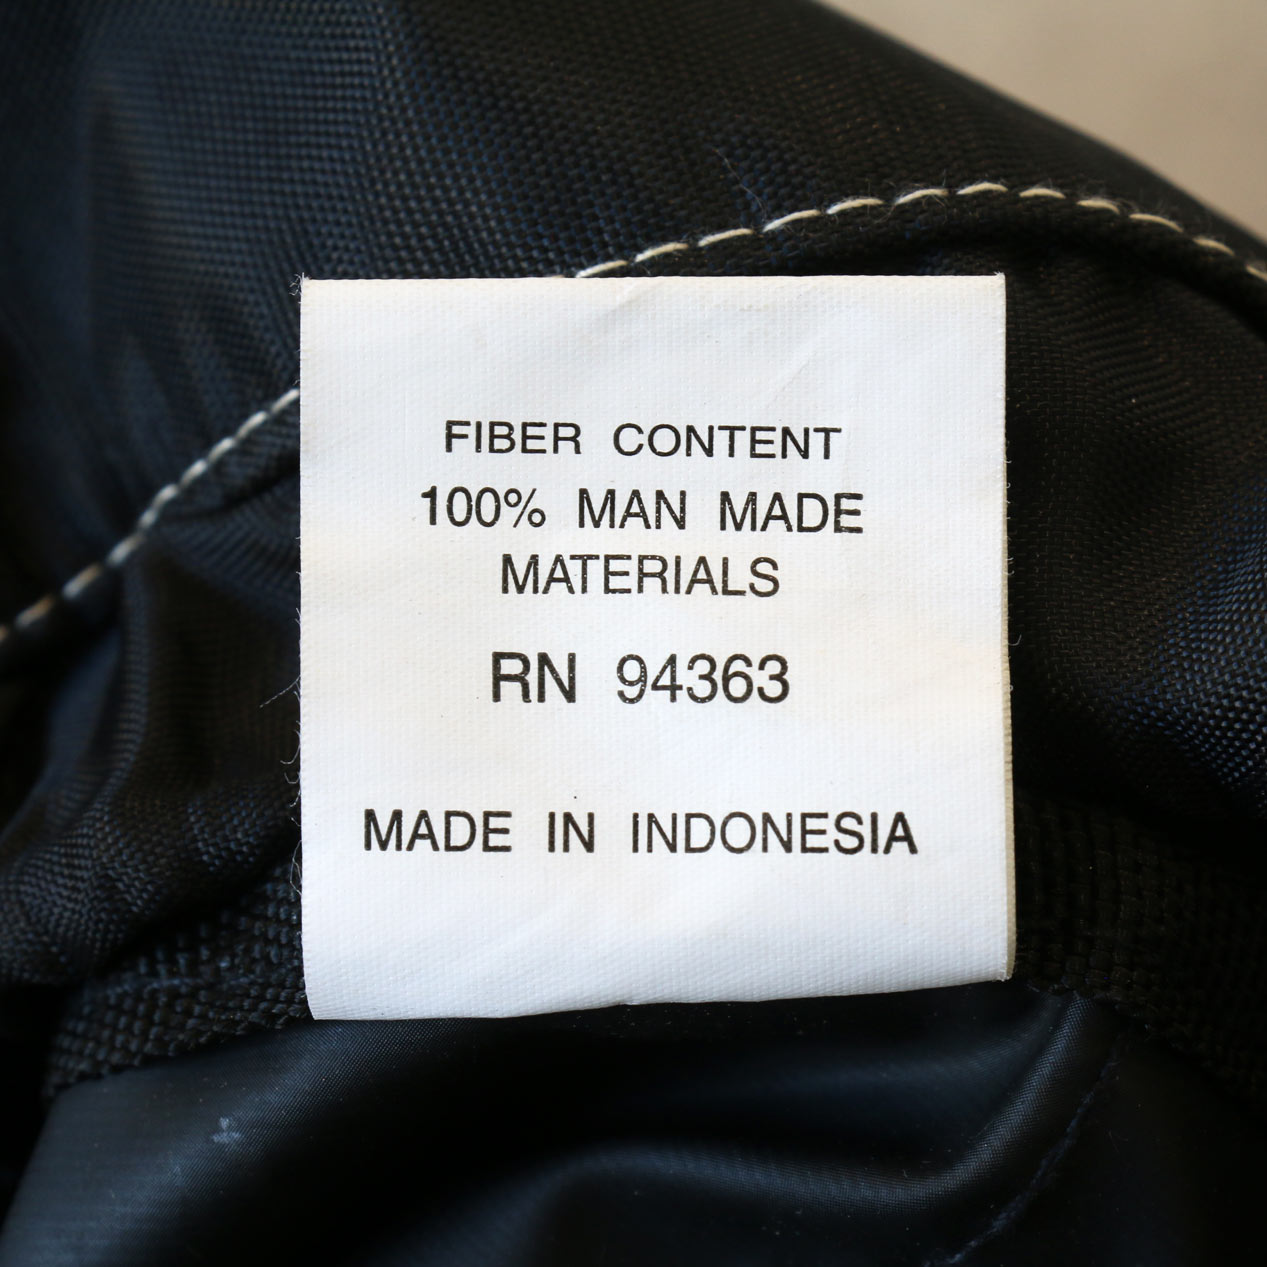 FIBER CONTENT
100% MAN MADE
MATERIALS
RN 94363
MADE IN INDONESIA